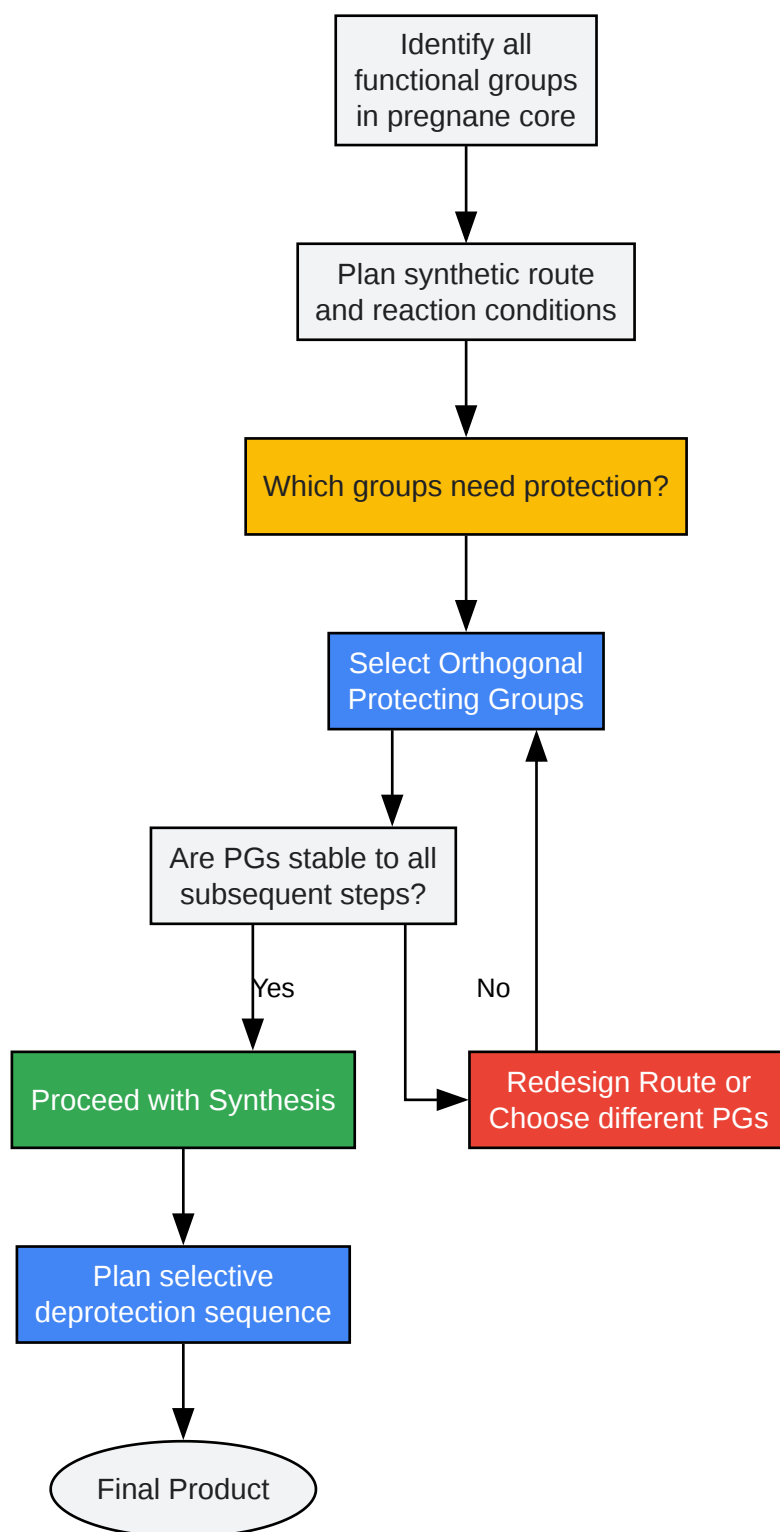 Identify all
functional groups
in pregnane core
Plan synthetic route
and reaction conditions
Which groups need protection?
Select Orthogonal
Protecting Groups
Are PGs stable to all
subsequent steps?
Yes
No
Proceed with Synthesis
Redesign Route or
Choose different PGs
Plan selective
deprotection sequence
Final Product